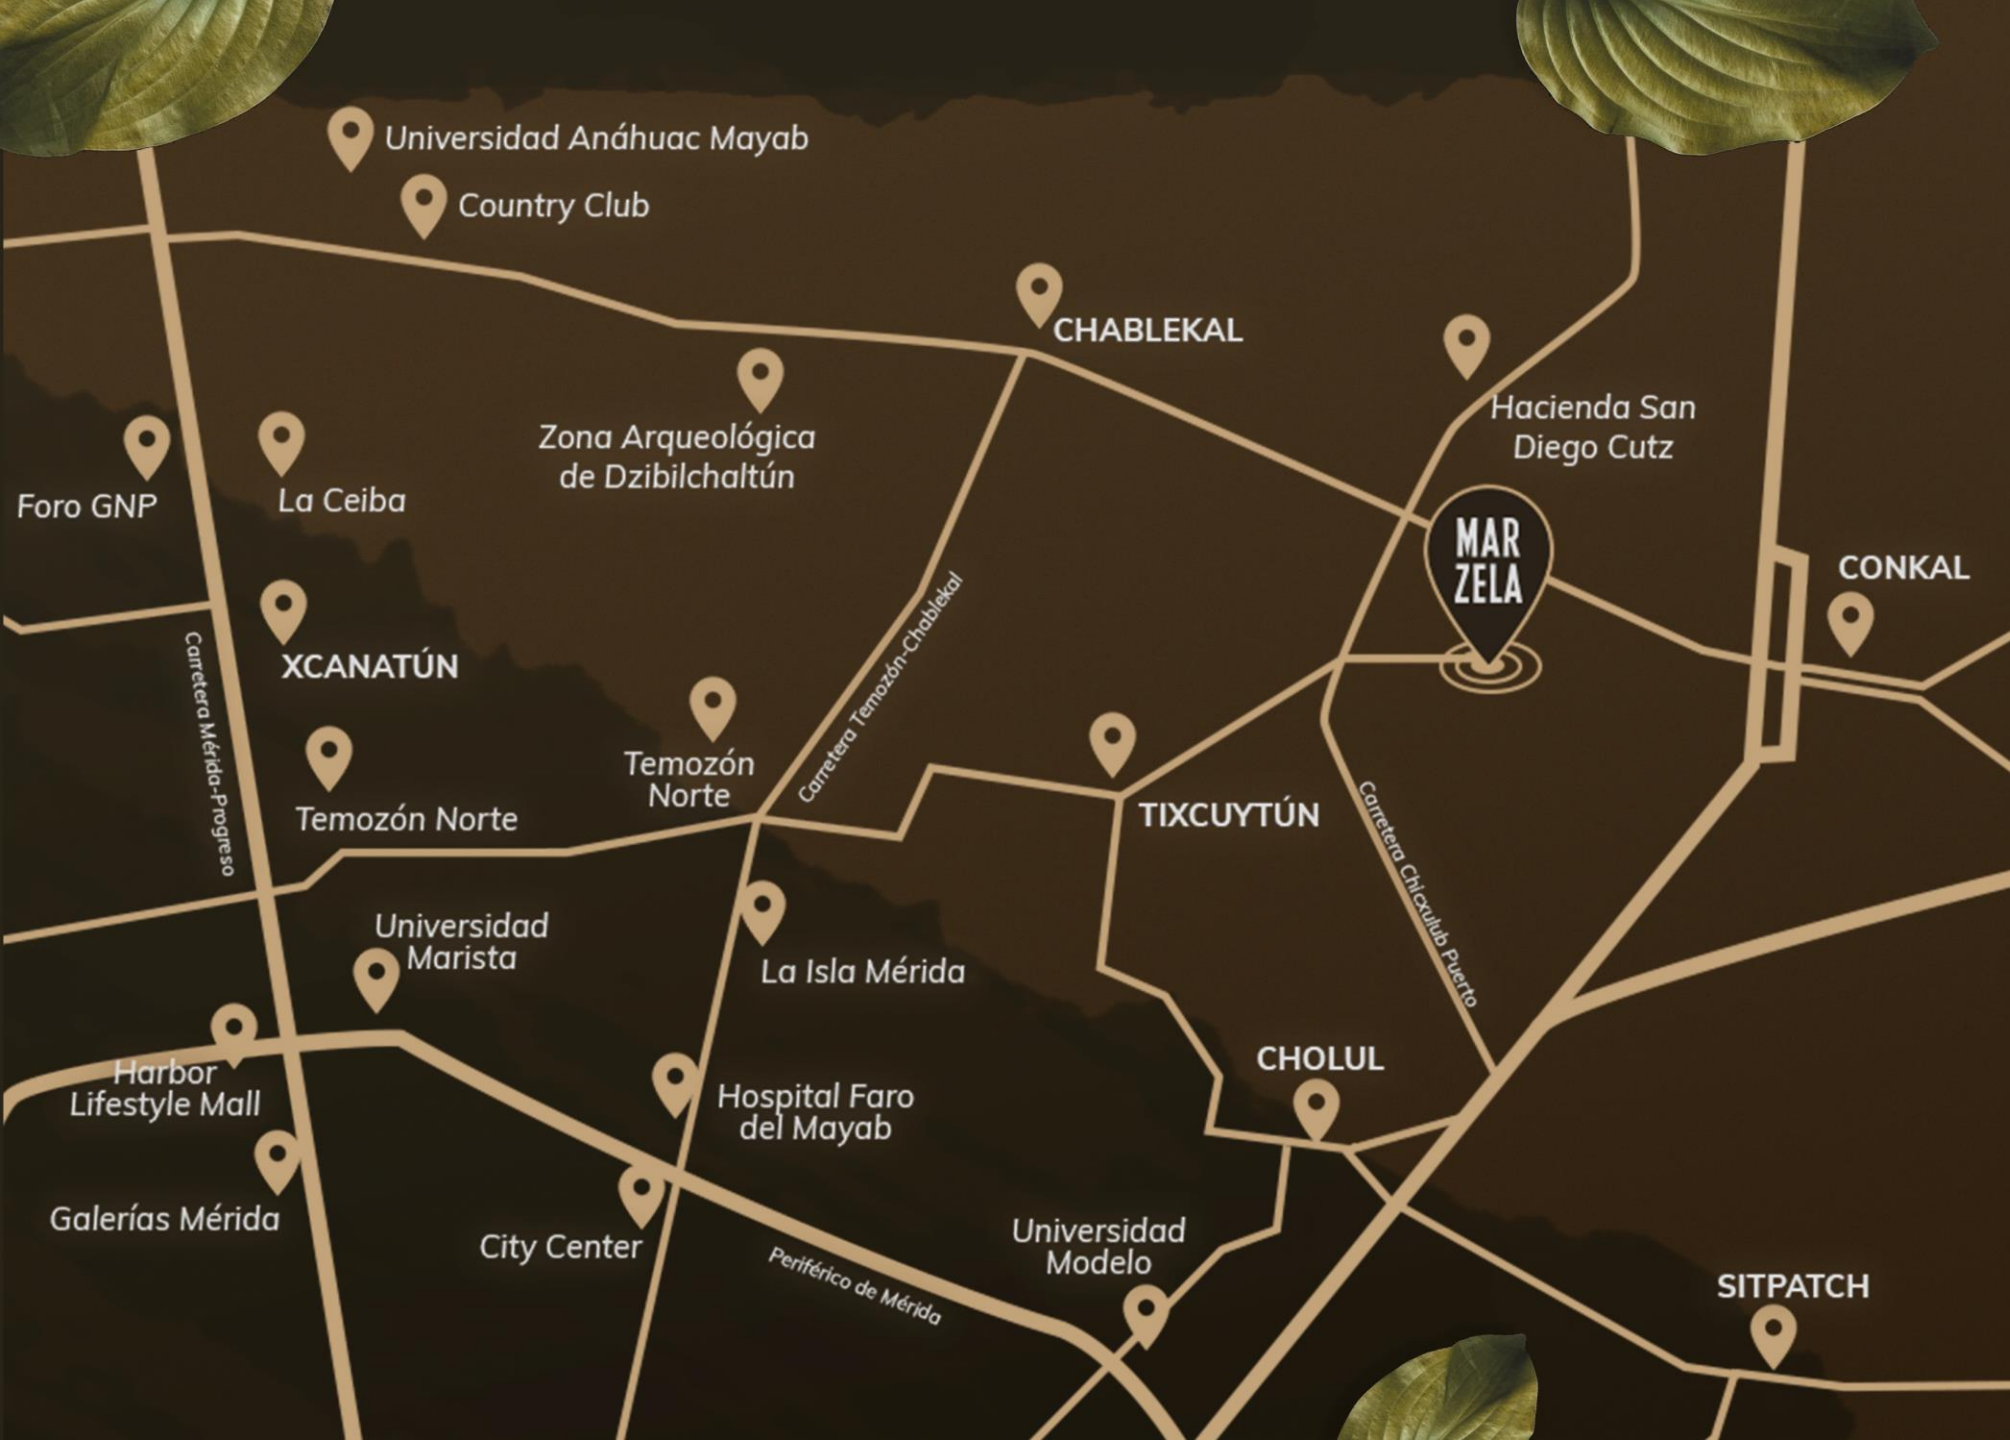 Universidad Anáhuac Mayab
Country Club
CHABLEKAL
Hacienda San
Diego Cutz
Zona Arqueológica
de Dzibilchaltún
Foro GNP
La Ceiba
MAR
ZELA
CONKAL
XCANATÚN
Carretera Mérida-Progreso
Carretera Temozón-Chablekal
Temozón
Norte
Temozón Norte
TIXCUYTÚN
Carretera Chicxulub Puerto
Universidad
Marista
La Isla Mérida
Harbor
Lifestyle Mall
CHOLUL
Hospital Faro
del Mayab
Galerías Mérida
City Center
Periférico de Mérida
Universidad
Modelo
SITPATCH